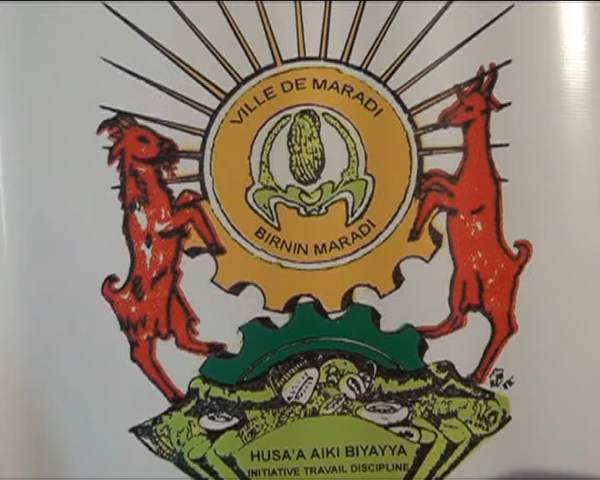 VILLE DE MARADI
BIRNIN MARADI
HUSA'A AIKI BIYAYYA
INITIATIVE TRAVAIL DISCIPLINE